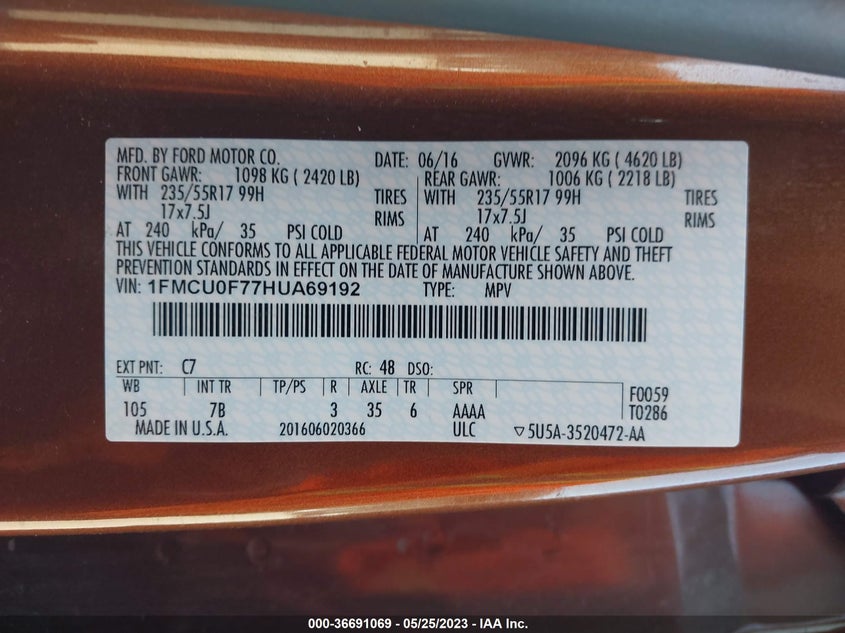 MFD. BY FORD MOTOR CO. DATE: 06/16 GVWR: 2096 KG ( 4620 LB)
FRONT GAWR: 1098 KG ( 2420 LB) REAR GAWR: 1006 KG ( 2218 LB)
WITH 235/55R17 99H TIRES WITH 235/55R17 99H TIRES
17x7.5J RIMS 17x7.5J RIMS
AT 240 kPa/ 35 PSI COLD AT 240 kPa/ 35 PSI COLD
THIS VEHICLE CONFORMS TO ALL APPLICABLE FEDERAL MOTOR VEHICLE SAFETY AND THEFT
PREVENTION STANDARDS IN EFFECT ON THE DATE OF MANUFACTURE SHOWN ABOVE.
VIN: 1FMCU0F77HUA69192 TYPE: MPV
EXT PNT: C7 RC: 48 DSO:
WB INT TR TP/PS R AXLE TR SPR F0059
105 7B 3 35 6 AAAA T0286
MADE IN U.S.A. 201606020366 ULC ▽5U5A-3520472-AA
000-36691069 - 05/25/2023 - IAA Inc.